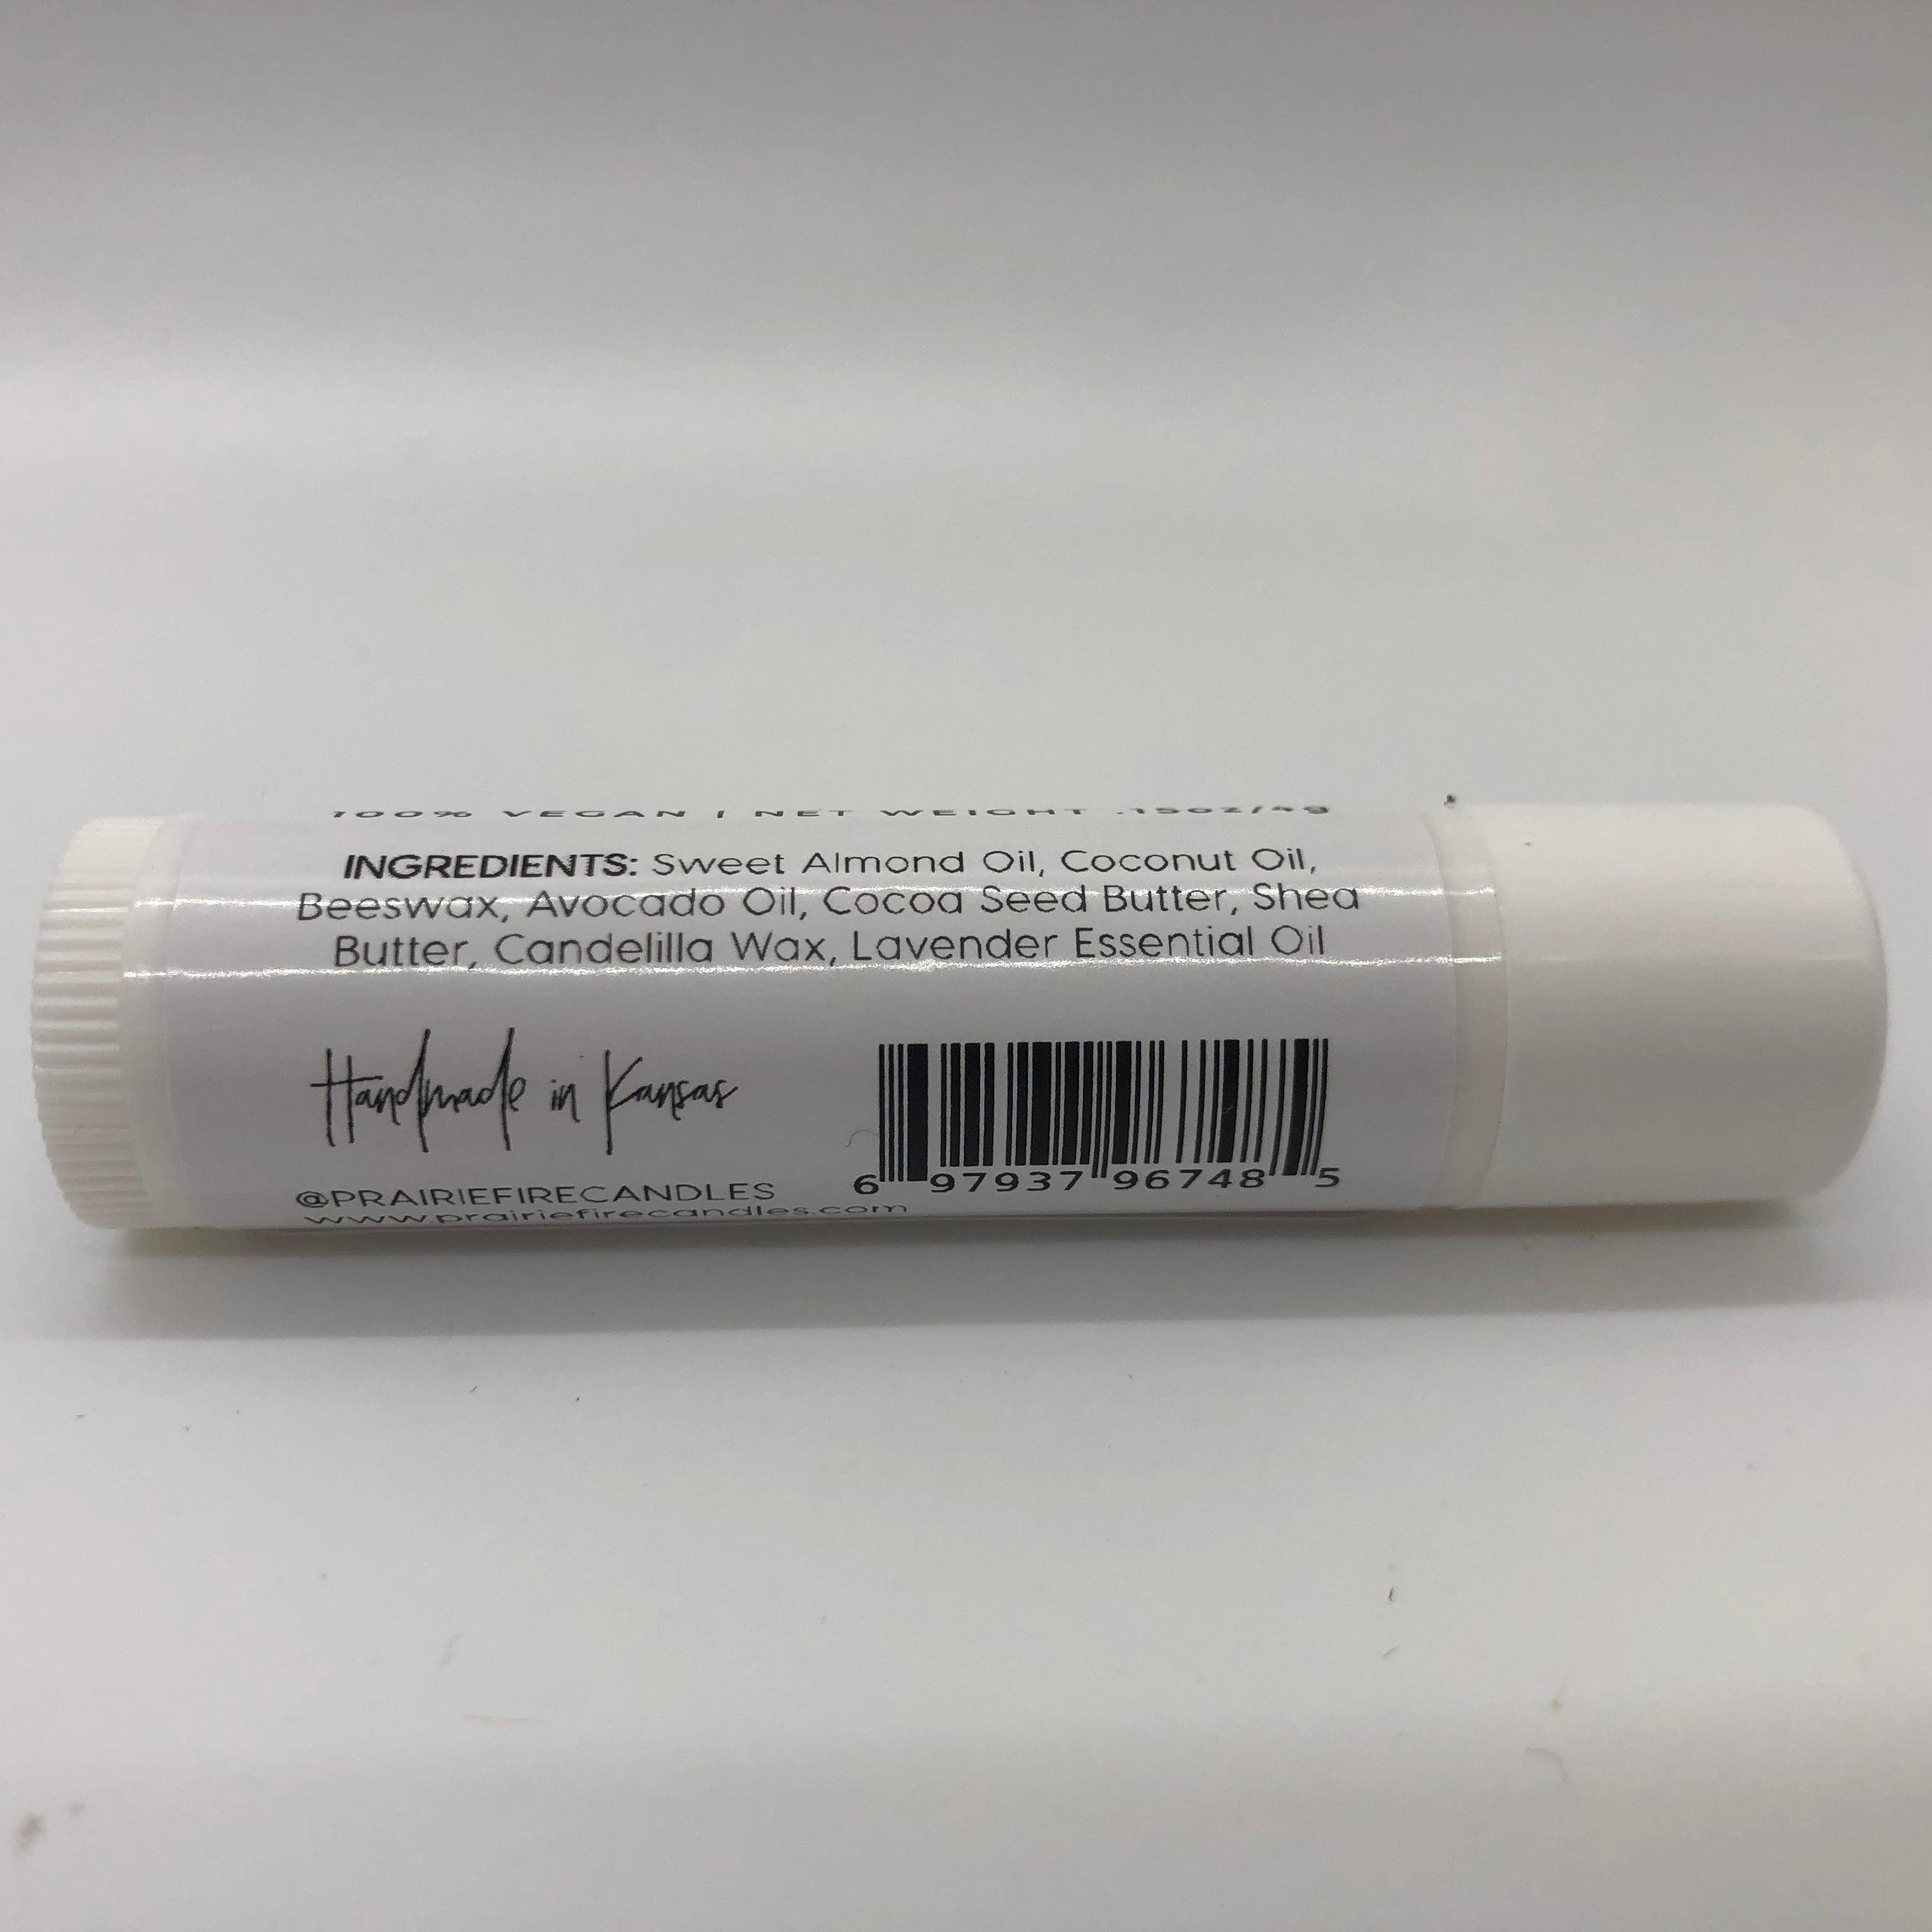 100% VEGAN | NET WEIGHT .15oz/4g
INGREDIENTS: Sweet Almond Oil, Coconut Oil,
Beeswax, Avocado Oil, Cocoa Seed Butter, Shea
Butter, Candelilla Wax, Lavender Essential Oil
Handmade in Kansas
6 97937 96748 5
@PRAIRIEFIRECANDLES
www.prairiefirecandles.com